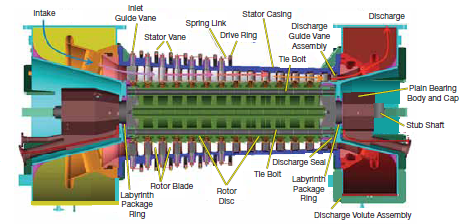 Intake
Inlet
Guide Vane
Stator Vane
Spring Link
Drive Ring
Stator Casing
Discharge
Guide Vane
Assembly
Tie Bolt
Discharge
Plain Bearing
Body and Cap
Stub Shaft
Labyrinth
Package
Ring
Rotor Blade
Rotor
Disc
Tie Bolt
Discharge Seal
Labyrinth
Package
Ring
Discharge Volute Assembly